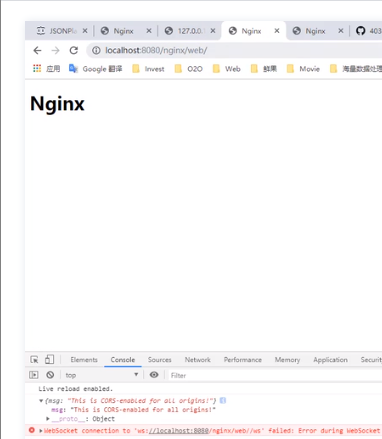 JSONPl
Nginx
127.0.0.
Nginx
Nginx
403
localhost:8080/nginx/web/
应用 Google 翻译 Invest O2O Web 鲜果 Movie 海量数据处理
Nginx
Elements Console Sources Network Performance Memory Application Securit
top Filter
Live reload enabled.
{msg: "This is CORS-enabled for all origins!"}
msg: "This is CORS-enabled for all origins!"
__proto__: Object
WebSocket connection to 'ws://localhost:8080/nginx/web//ws' failed: Error during WebSocket